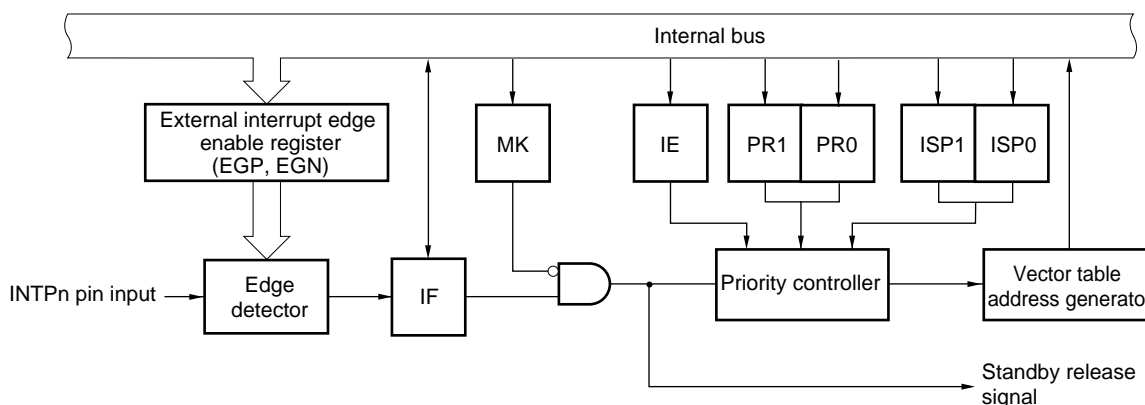 Internal bus
External interrupt edge
enable register
(EGP, EGN)
MK
IE
PR1
PR0
ISP1
ISP0
INTPn pin input
Edge
detector
IF
Priority controller
Vector table
address generato
Standby release
signal